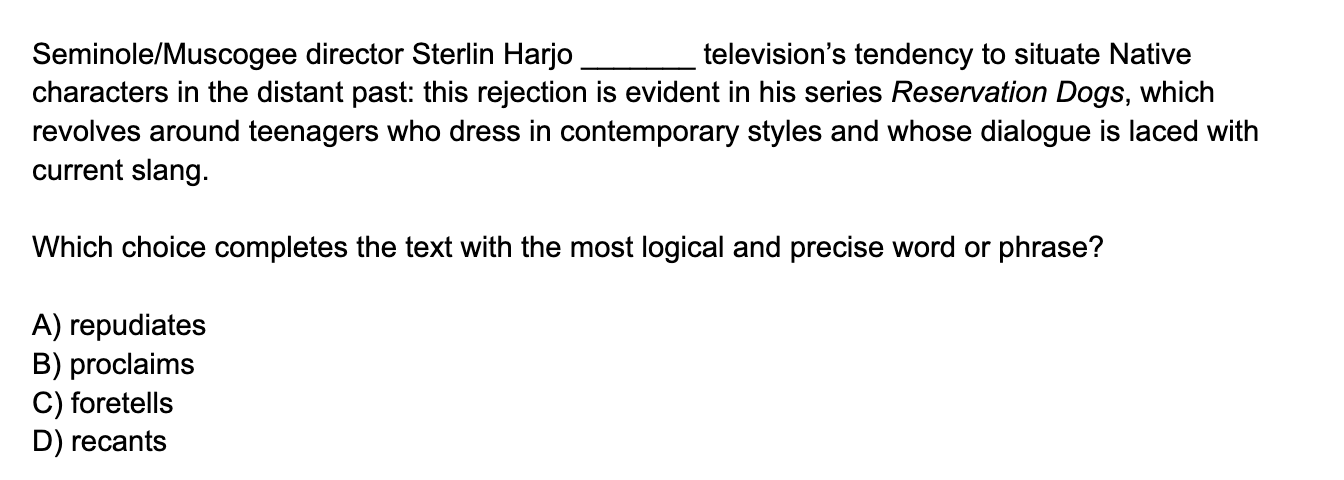 Seminole/Muscogee director Sterlin Harjo _______ television’s tendency to situate Native
characters in the distant past: this rejection is evident in his series Reservation Dogs, which
revolves around teenagers who dress in contemporary styles and whose dialogue is laced with
current slang.
Which choice completes the text with the most logical and precise word or phrase?
A) repudiates
B) proclaims
C) foretells
D) recants